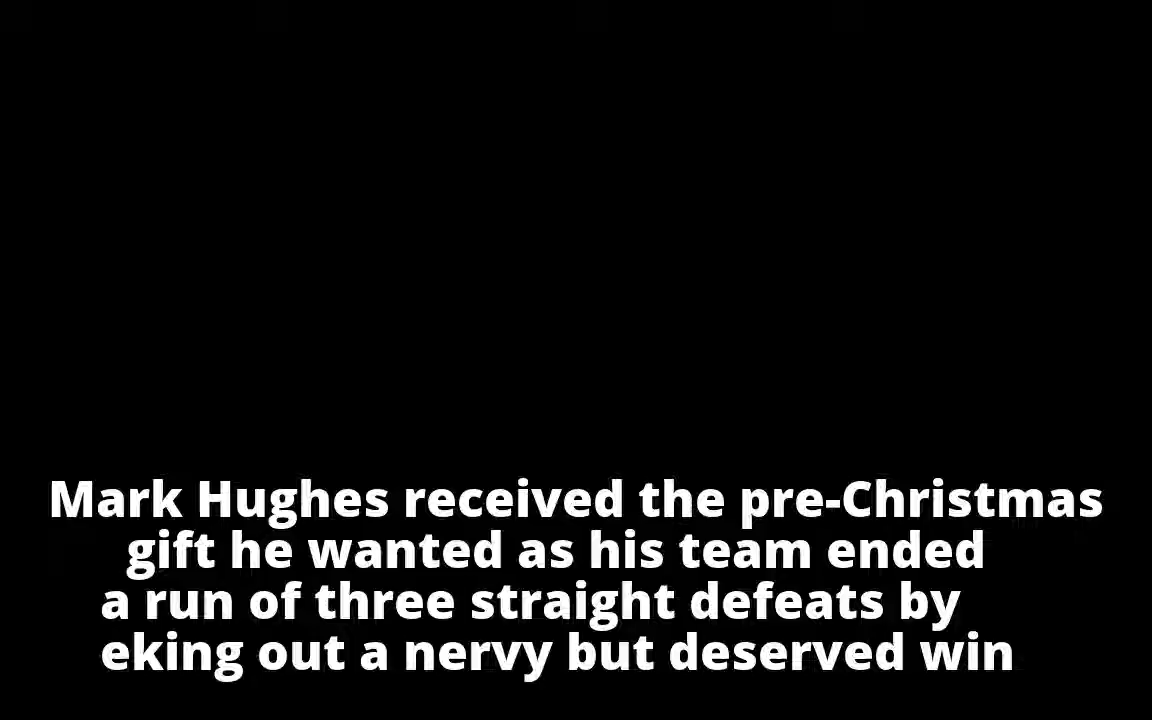 Mark Hughes received the pre-Christmas
gift he wanted as his team ended
a run of three straight defeats by
eking out a nervy but deserved win